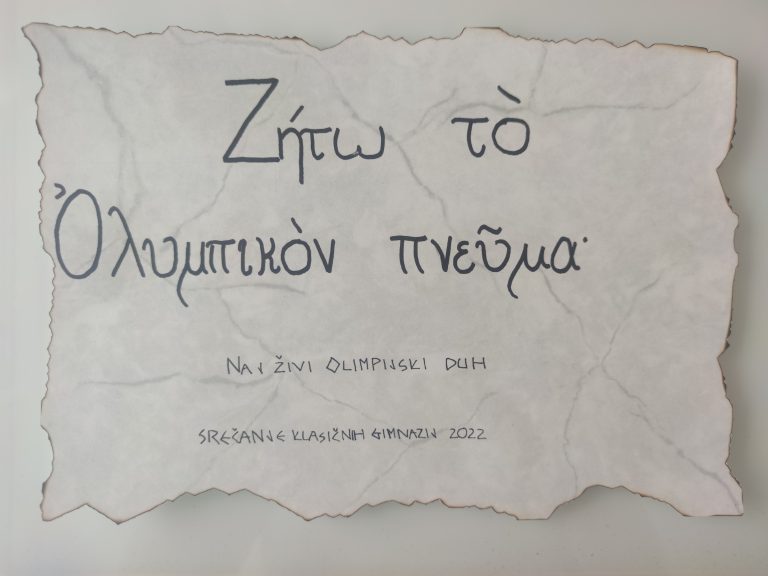 Ζήτω τὸ
Ὀλυμπικὸν πνεῦμα·
NAJ ŽIVI OLIMPIJSKI DUH
SREČANJE KLASIČNIH GIMNAZIJ 2022